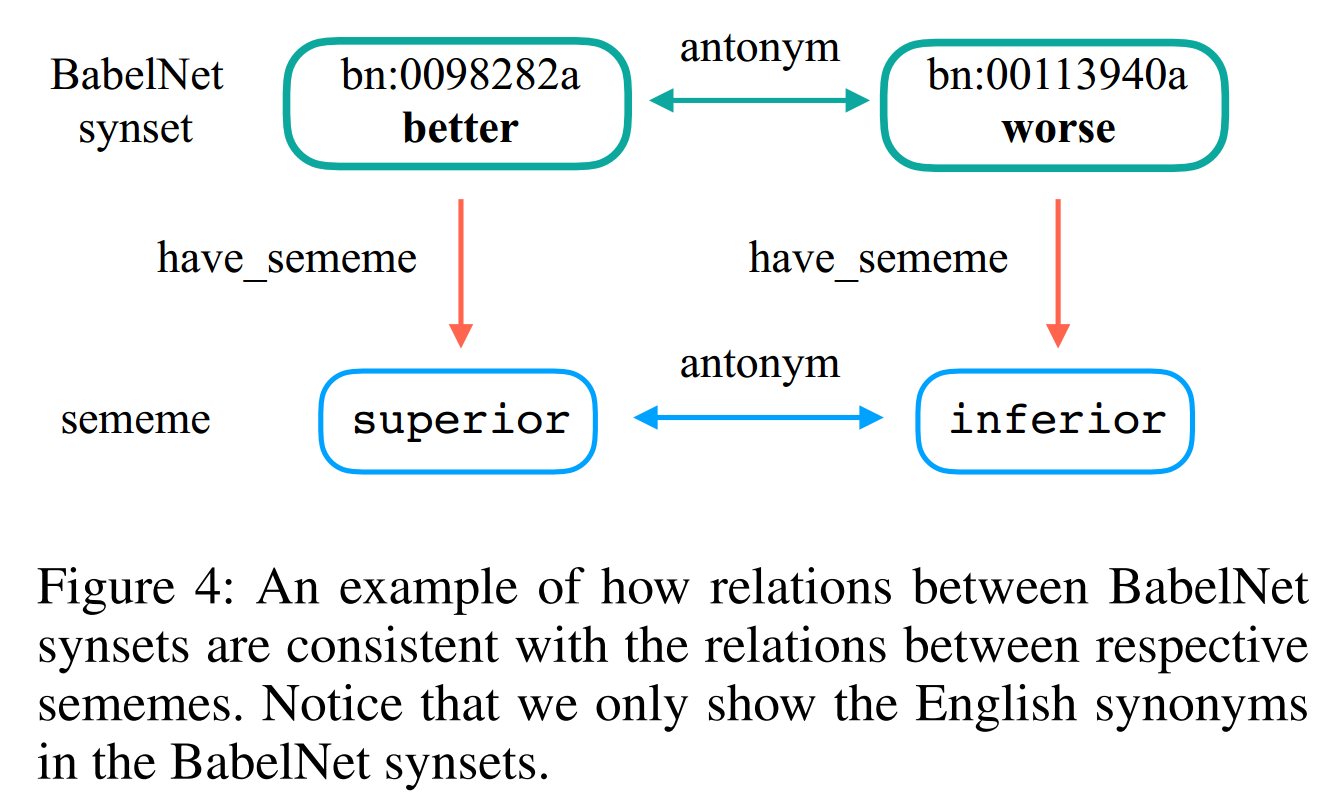 BabelNet synset
bn:0098282a
better
antonym
bn:00113940a
worse
have_sememe
have_sememe
sememe
superior
antonym
inferior
Figure 4: An example of how relations between BabelNet
synsets are consistent with the relations between respective
sememes. Notice that we only show the English synonyms
in the BabelNet synsets.